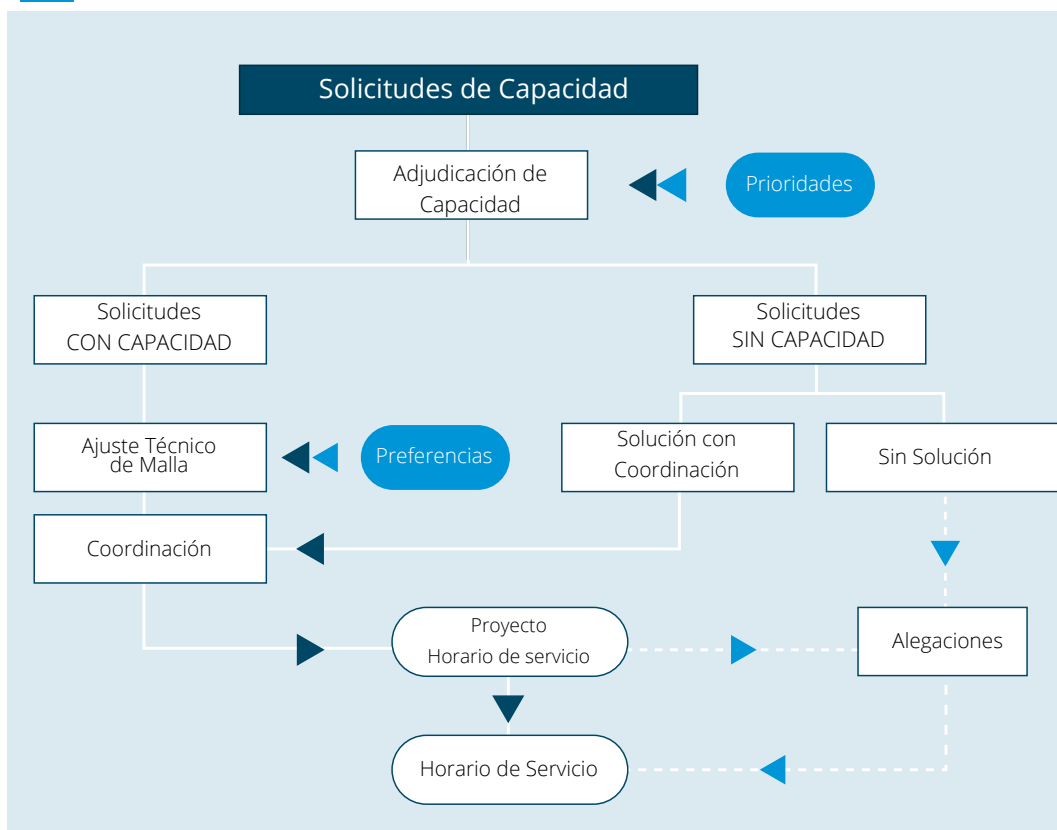 Solicitudes de Capacidad
Adjudicación de
Capacidad
Prioridades
Solicitudes
CON CAPACIDAD
Solicitudes
SIN CAPACIDAD
Ajuste Técnico
de Malla
Preferencias
Solución con
Coordinación
Sin Solución
Coordinación
Proyecto
Horario de servicio
Alegaciones
Horario de Servicio